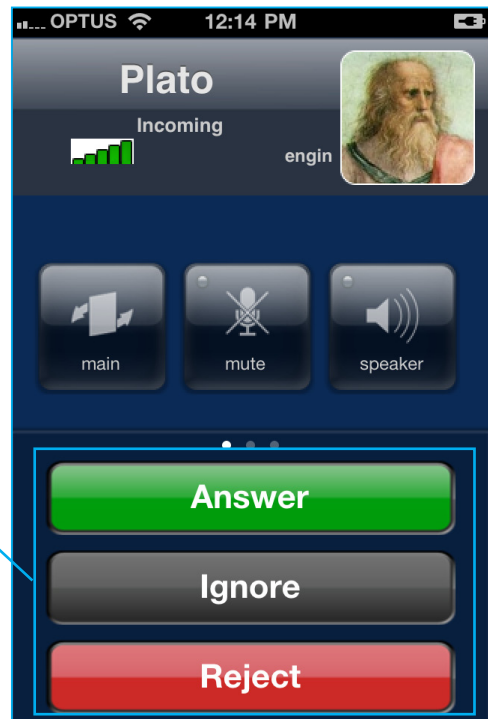 OPTUS 12:14 PM
Plato
Incoming
engin
main mute speaker
Answer
Ignore
Reject